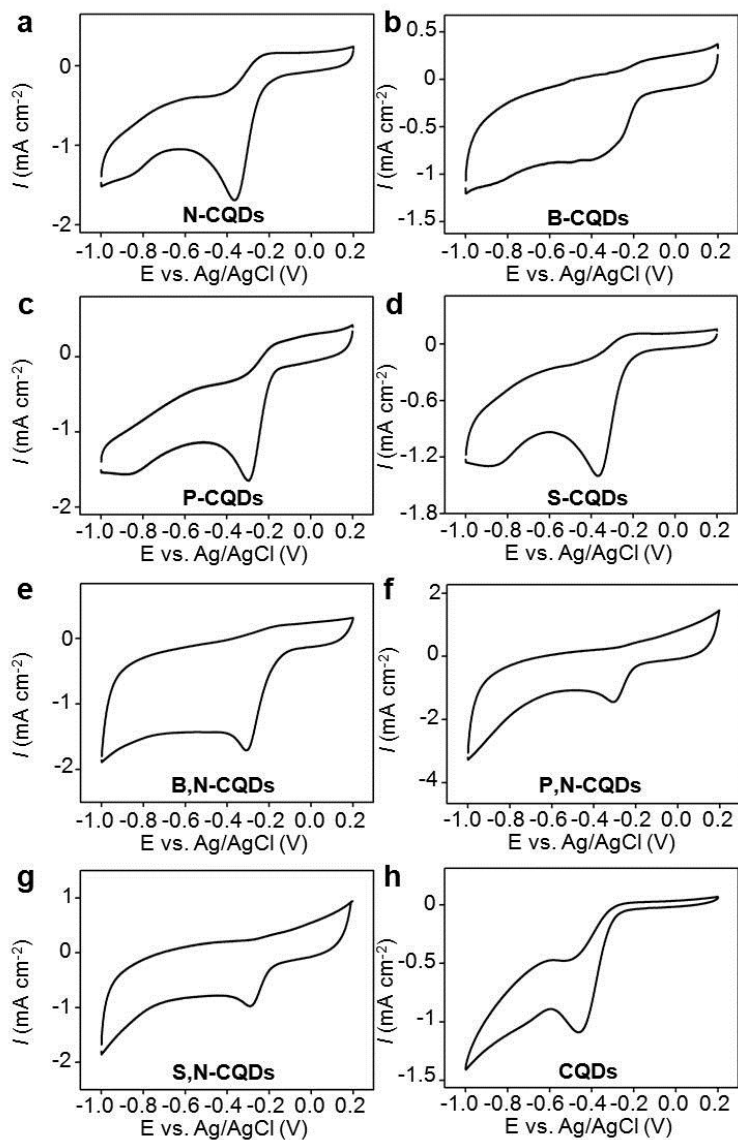 a
0
-1
-2
I (mA cm-2)
N-CQDs
-1.0 -0.8 -0.6 -0.4 -0.2 0.0 0.2
E vs. Ag/AgCl (V)
b
0.5
0
-0.5
-1
-1.5
I (mA cm-2)
B-CQDs
-1.0 -0.8 -0.6 -0.4 -0.2 0.0 0.2
E vs. Ag/AgCl (V)
c
0
-1
-2
I (mA cm-2)
P-CQDs
-1.0 -0.8 -0.6 -0.4 -0.2 0.0 0.2
E vs. Ag/AgCl (V)
d
0
-0.6
-1.2
-1.8
I (mA cm-2)
S-CQDs
-1.0 -0.8 -0.6 -0.4 -0.2 0.0 0.2
E vs. Ag/AgCl (V)
e
0
-1
-2
I (mA cm-2)
B,N-CQDs
-1.0 -0.8 -0.6 -0.4 -0.2 0.0 0.2
E vs. Ag/AgCl (V)
f
2
0
-2
-4
I (mA cm-2)
P,N-CQDs
-1.0 -0.8 -0.6 -0.4 -0.2 0.0 0.2
E vs. Ag/AgCl (V)
g
1
0
-1
-2
I (mA cm-2)
S,N-CQDs
-1.0 -0.8 -0.6 -0.4 -0.2 0.0 0.2
E vs. Ag/AgCl (V)
h
0
-0.5
-1
-1.5
I (mA cm-2)
CQDs
-1.0 -0.8 -0.6 -0.4 -0.2 0.0 0.2
E vs. Ag/AgCl (V)